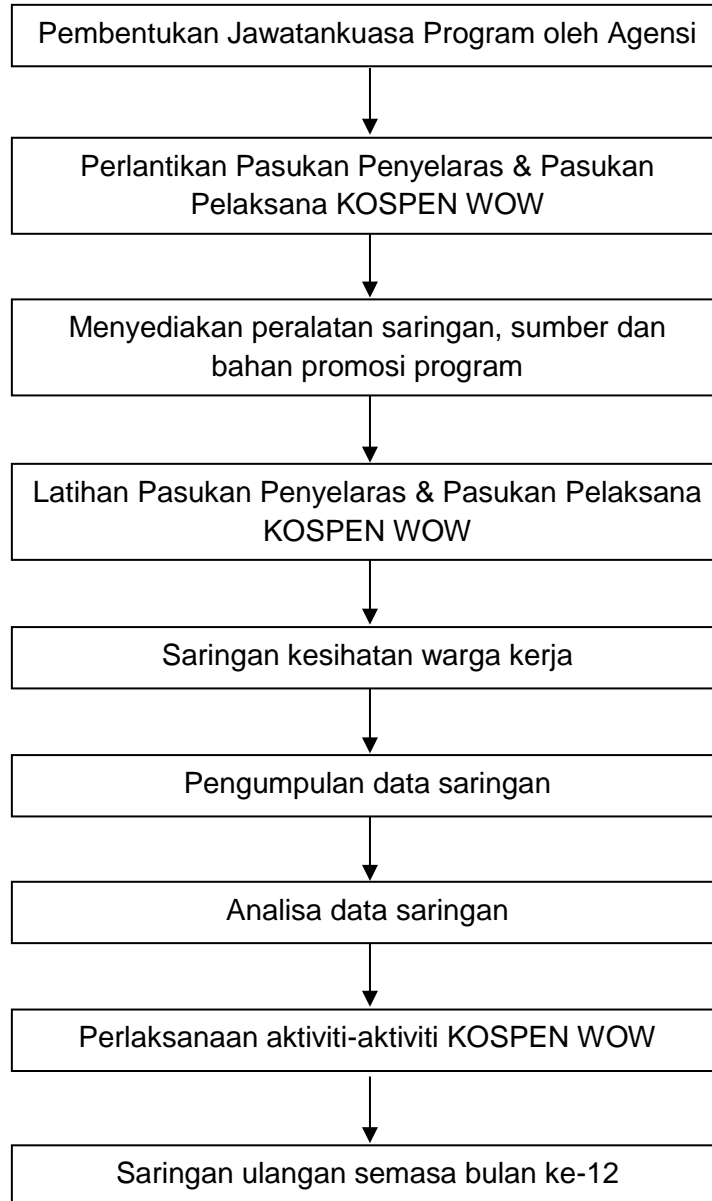 Pembentukan Jawatankuasa Program oleh Agensi
Perlantikan Pasukan Penyelaras & Pasukan
Pelaksana KOSPEN WOW
Menyediakan peralatan saringan, sumber dan
bahan promosi program
Latihan Pasukan Penyelaras & Pasukan Pelaksana
KOSPEN WOW
Saringan kesihatan warga kerja
Pengumpulan data saringan
Analisa data saringan
Perlaksanaan aktiviti-aktiviti KOSPEN WOW
Saringan ulangan semasa bulan ke-12